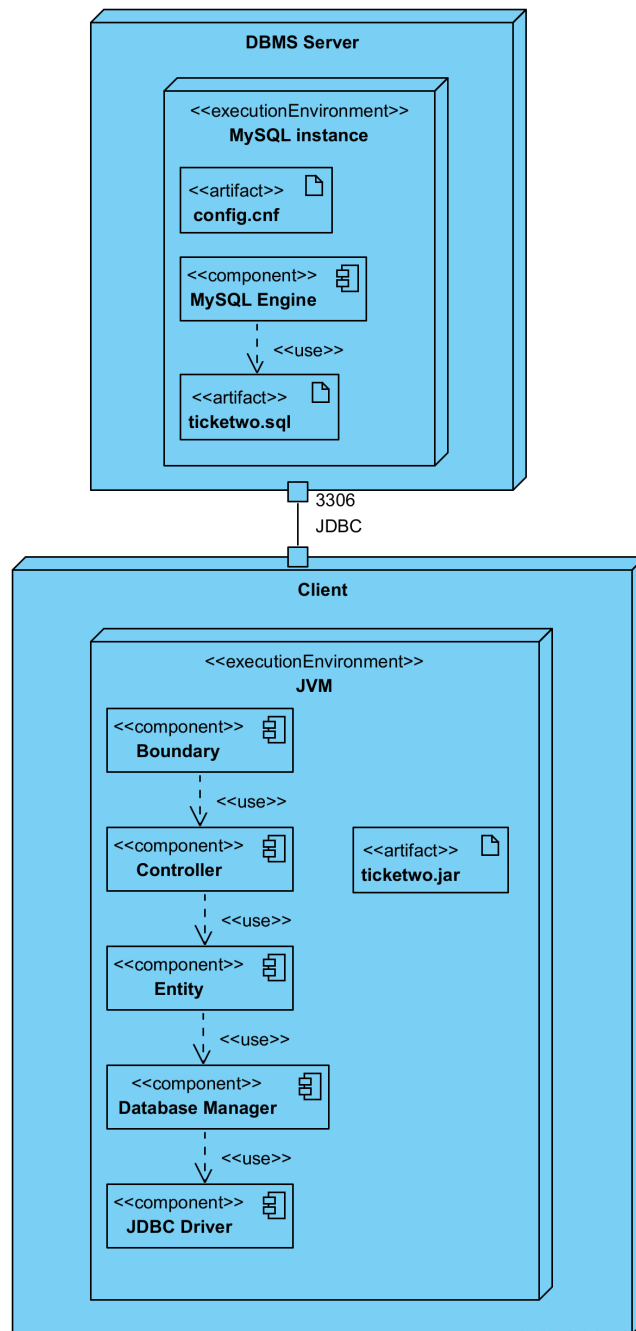 DBMS Server
<<executionEnvironment>>
MySQL instance
<<artifact>>
config.cnf
<<component>>
MySQL Engine
<<use>>
<<artifact>>
ticketwo.sql
3306
JDBC
Client
<<executionEnvironment>>
JVM
<<component>>
Boundary
<<use>>
<<component>>
Controller
<<artifact>>
ticketwo.jar
<<use>>
<<component>>
Entity
<<use>>
<<component>>
Database Manager
<<use>>
<<component>>
JDBC Driver